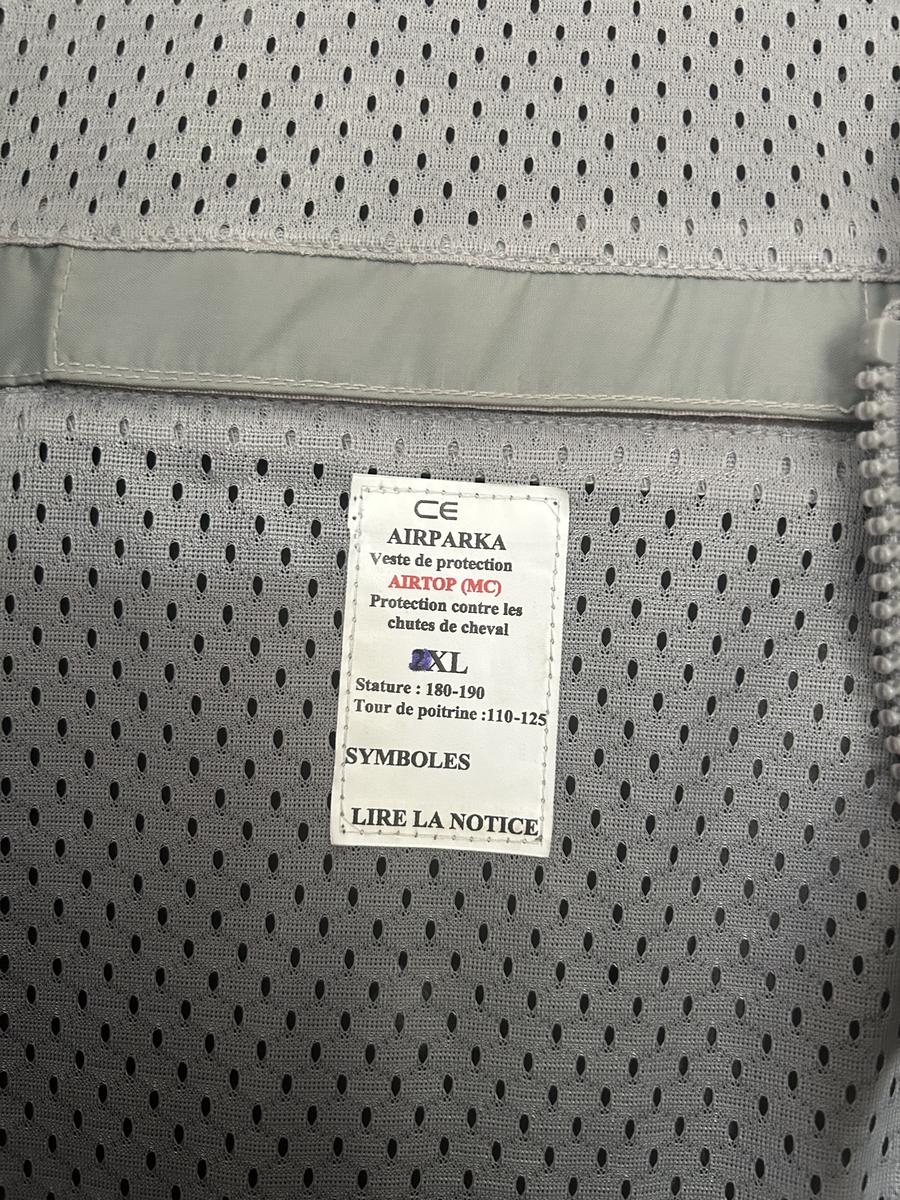 CE
AIRPARKA
Veste de protection
AIRTOP (MC)
Protection contre les
chutes de cheval
XL
Stature : 180-190
Tour de poitrine :110-125
SYMBOLES
LIRE LA NOTICE